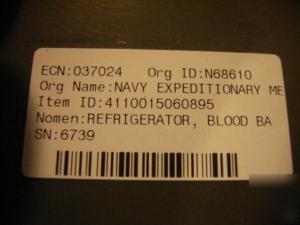 ECN:037024 Org ID:N68610
Org Name:NAVY EXPEDITIONARY ME
Item ID:4110015060895
Nomen:REFRIGERATOR, BLOOD BA
SN:6739